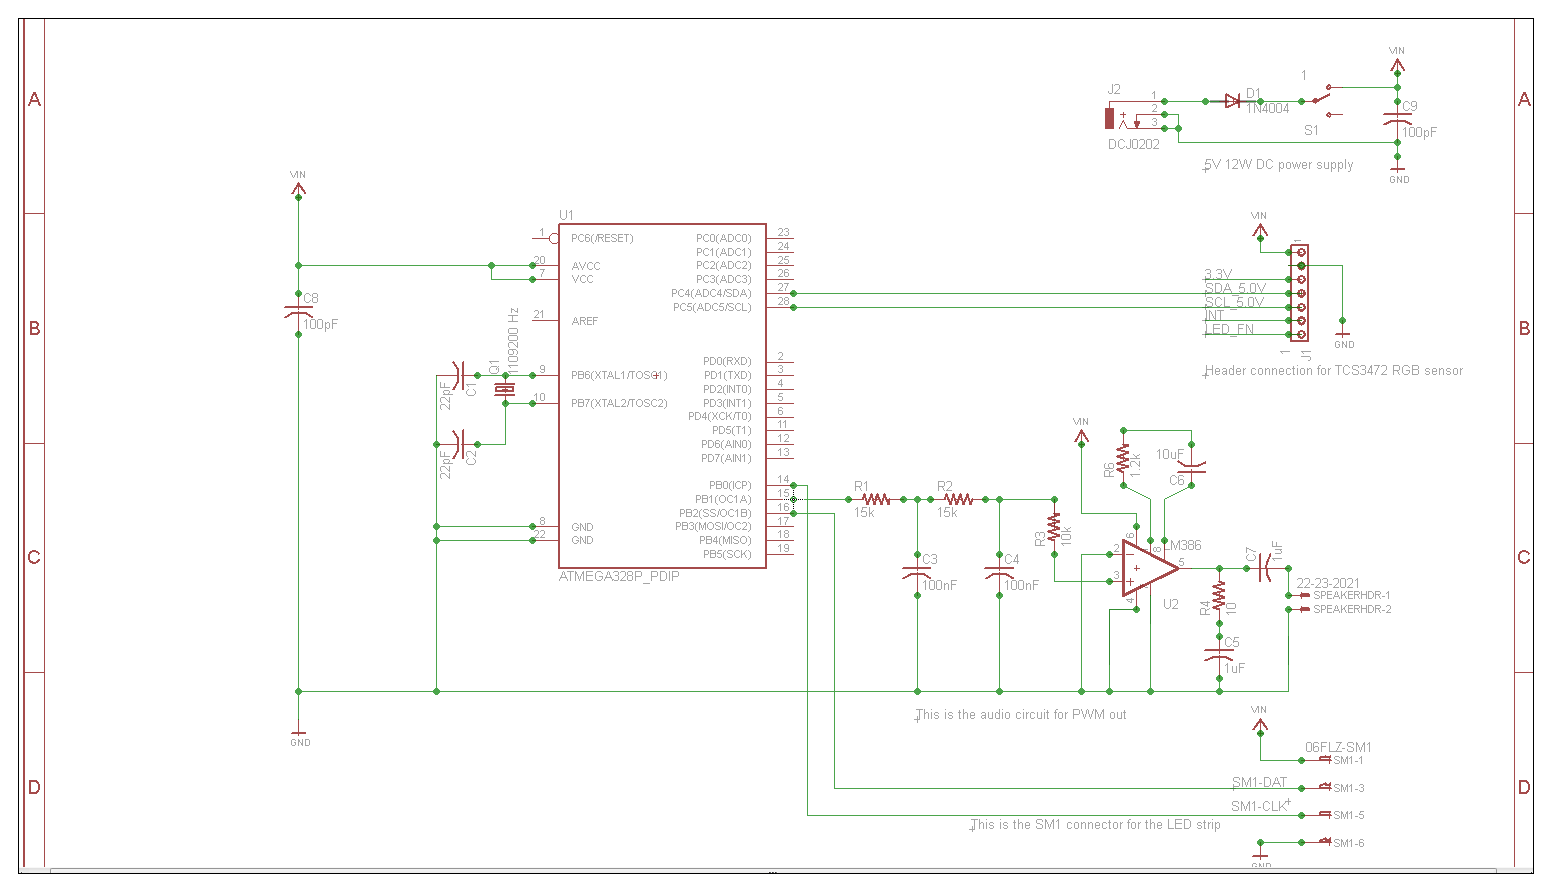 A
A
B
B
C
C
D
D
VIN
J2
1
2
3
DCJ0202
D1
1N4004
1
S1
C9
100pF
5V 12W DC power supply
GND
VIN
C8
100pF
GND
U1
1
PC6(/RESET)
20
AVCC
7
VCC
21
AREF
9
PB6(XTAL1/TOSC1)
10
PB7(XTAL2/TOSC2)
8
GND
22
GND
PC0(ADC0)
23
PC1(ADC1)
24
PC2(ADC2)
25
PC3(ADC3)
26
PC4(ADC4/SDA)
27
PC5(ADC5/SCL)
28
PD0(RXD)
2
PD1(TXD)
3
PD2(INT0)
4
PD3(INT1)
5
PD4(XCK/T0)
6
PD5(T1)
11
PD6(AIN0)
12
PD7(AIN1)
13
PB0(ICP)
14
PB1(OC1A)
15
PB2(SS/OC1B)
16
PB3(MOSI/OC2)
17
PB4(MISO)
18
PB5(SCK)
19
ATMEGA328P_PDIP
Q1
1109200 Hz
22pF
C1
22pF
C2
VIN
1
3.3V
SDA_5.0V
SCL_5.0V
INT
LED_FN
1
J1
GND
Header connection for TCS3472 RGB sensor
R1
15k
R2
15k
C3
100nF
C4
100nF
R3
10k
VIN
R6
1.2k
10uF
C6
LM386
6
8
2
3
4
5
U2
C7
1uF
R4
10
C5
1uF
22-23-2021
SPEAKERHDR-1
SPEAKERHDR-2
This is the audio circuit for PWM out
VIN
06FLZ-SM1
SM1-1
SM1-DAT
SM1-3
SM1-CLK
SM1-5
This is the SM1 connector for the LED strip
SM1-6
GND